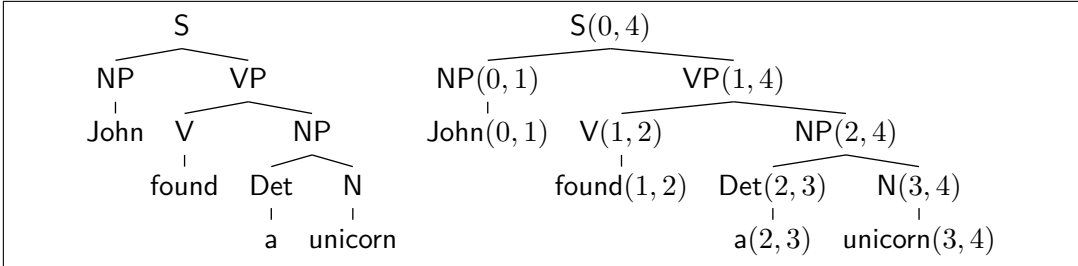 S S(0, 4)
NP VP NP(0, 1) VP(1, 4)
John V NP John(0, 1) V(1, 2) NP(2, 4)
found Det N found(1, 2) Det(2, 3) N(3, 4)
a unicorn a(2, 3) unicorn(3, 4)